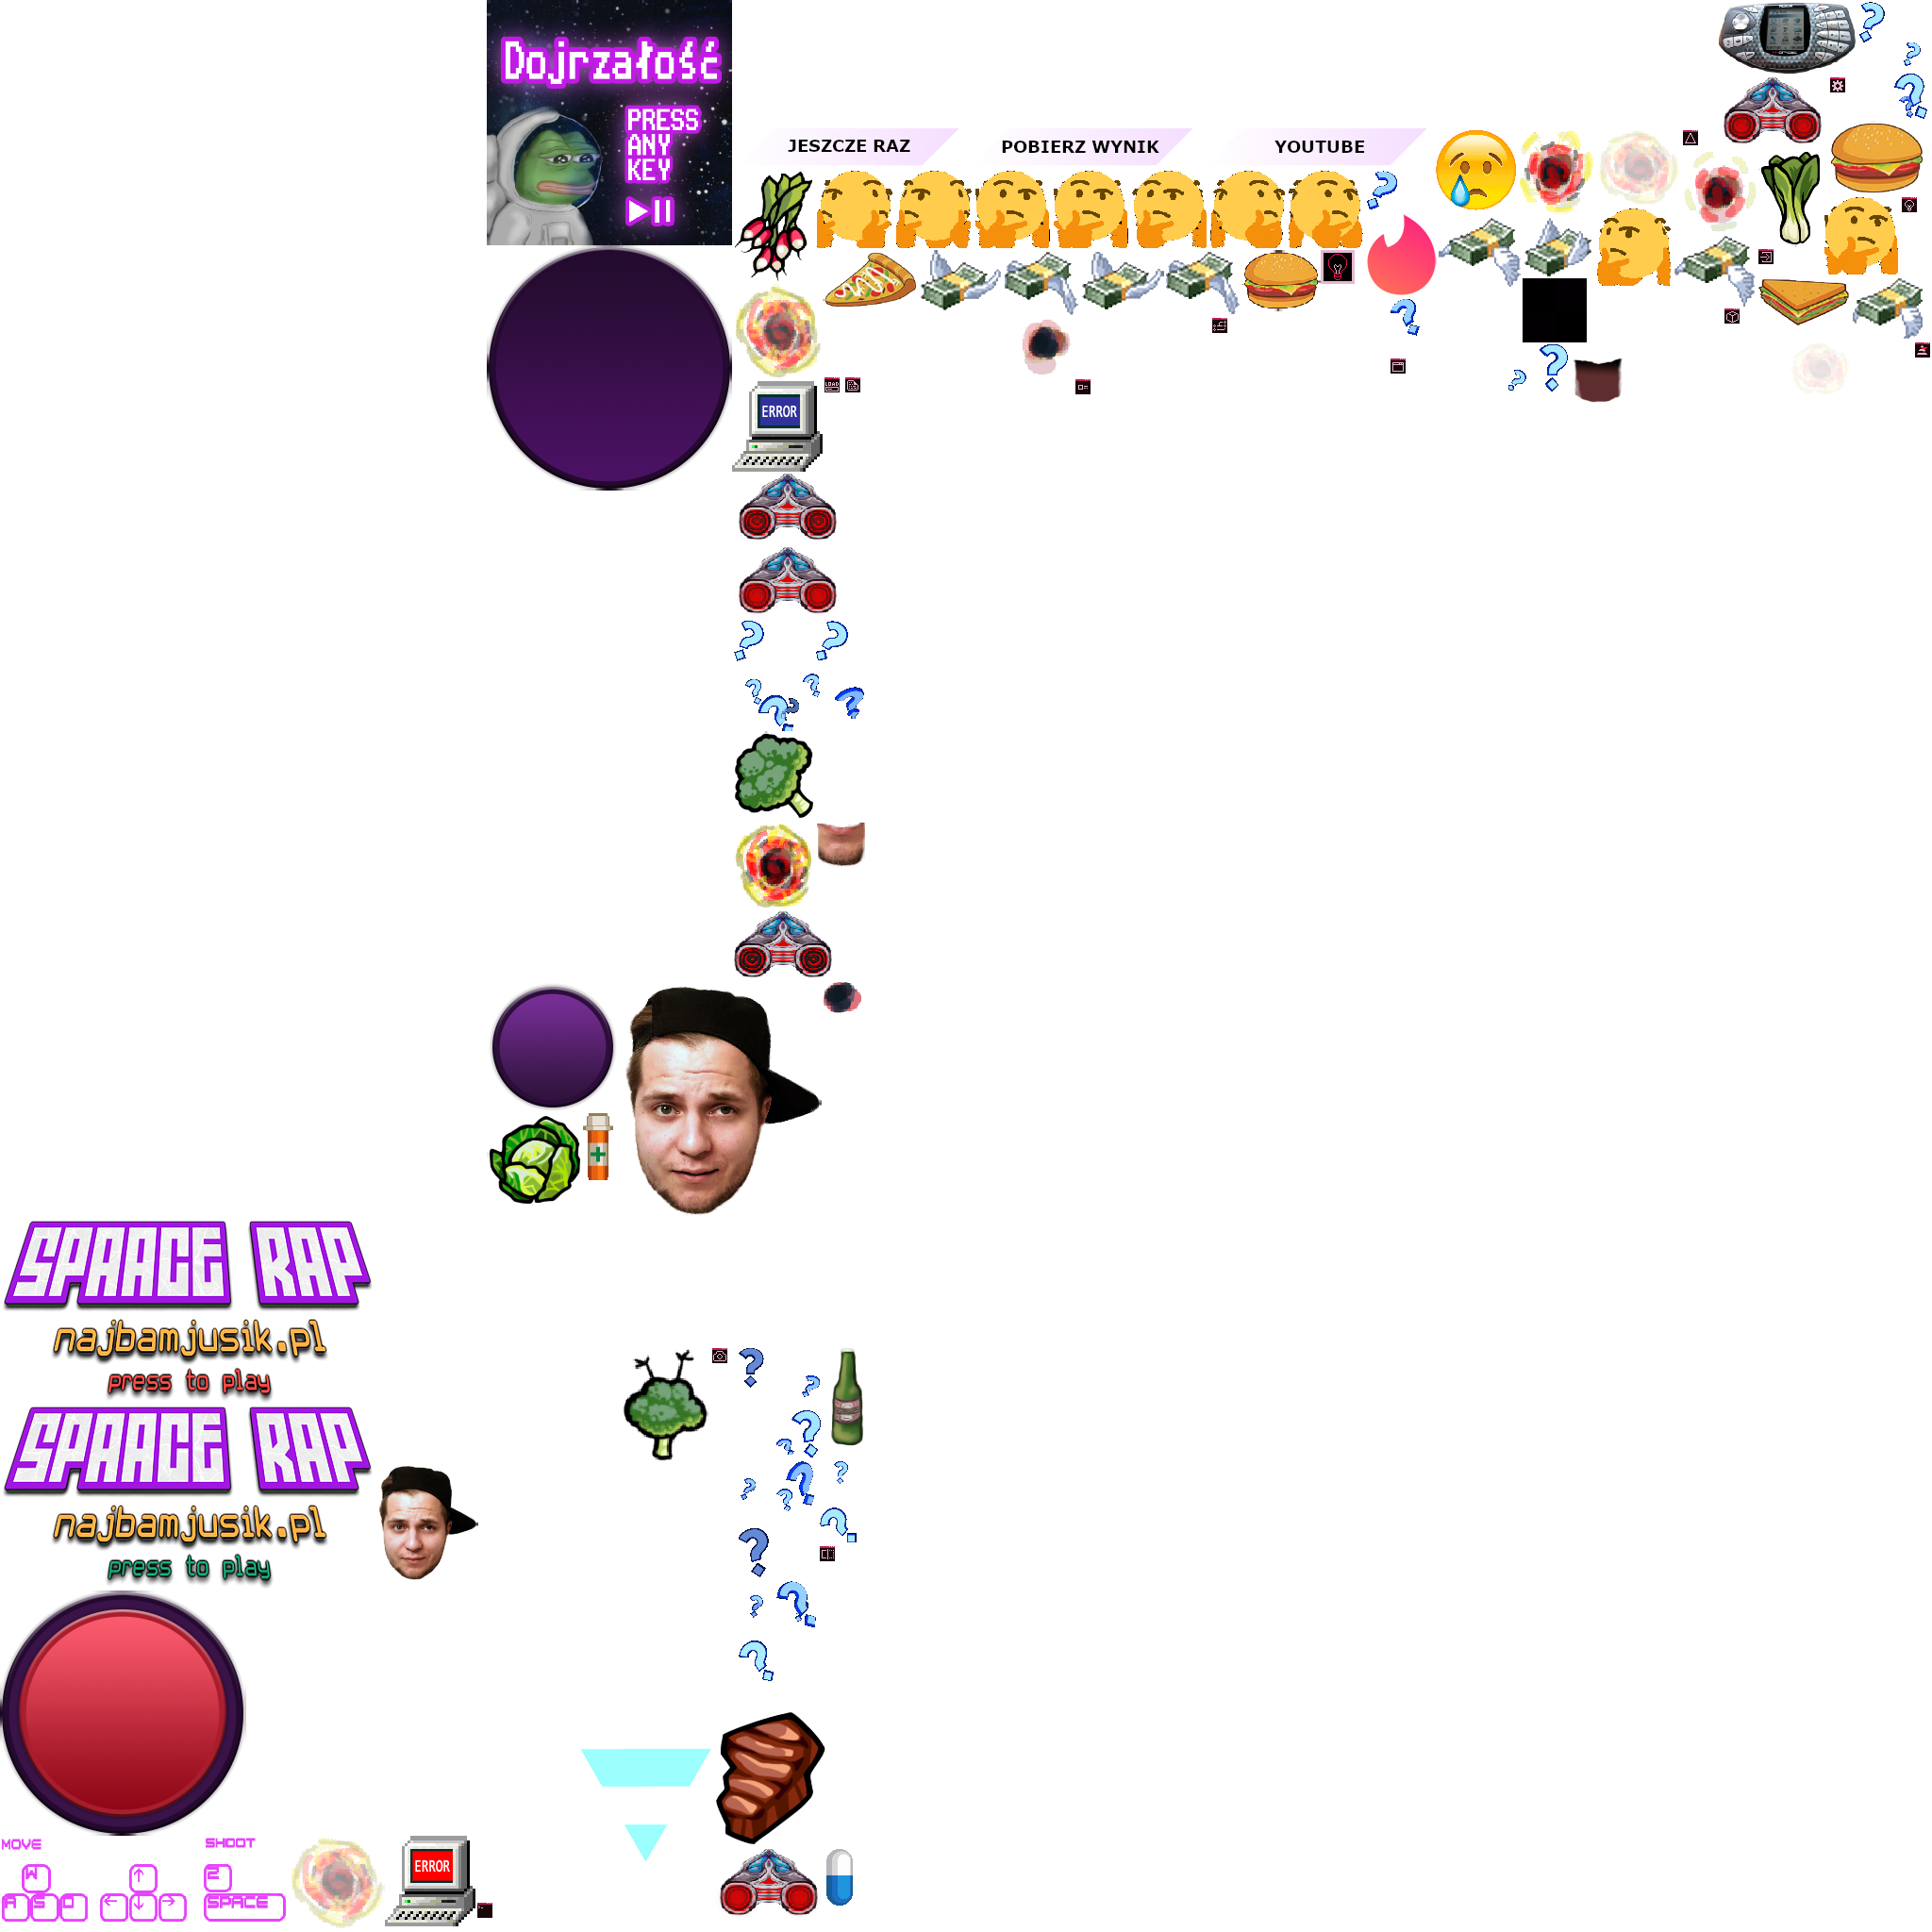 Dojrzałość
PRESS
ANY
KEY
JESZCZE RAZ
POBIERZ WYNIK
YOUTUBE
ERROR
SPAACE RAP
najbamjusik.pl
press to play
SPAACE RAP
najbamjusik.pl
press to play
MOVE
W
A S D
SHOOT
Z
SPACE
ERROR